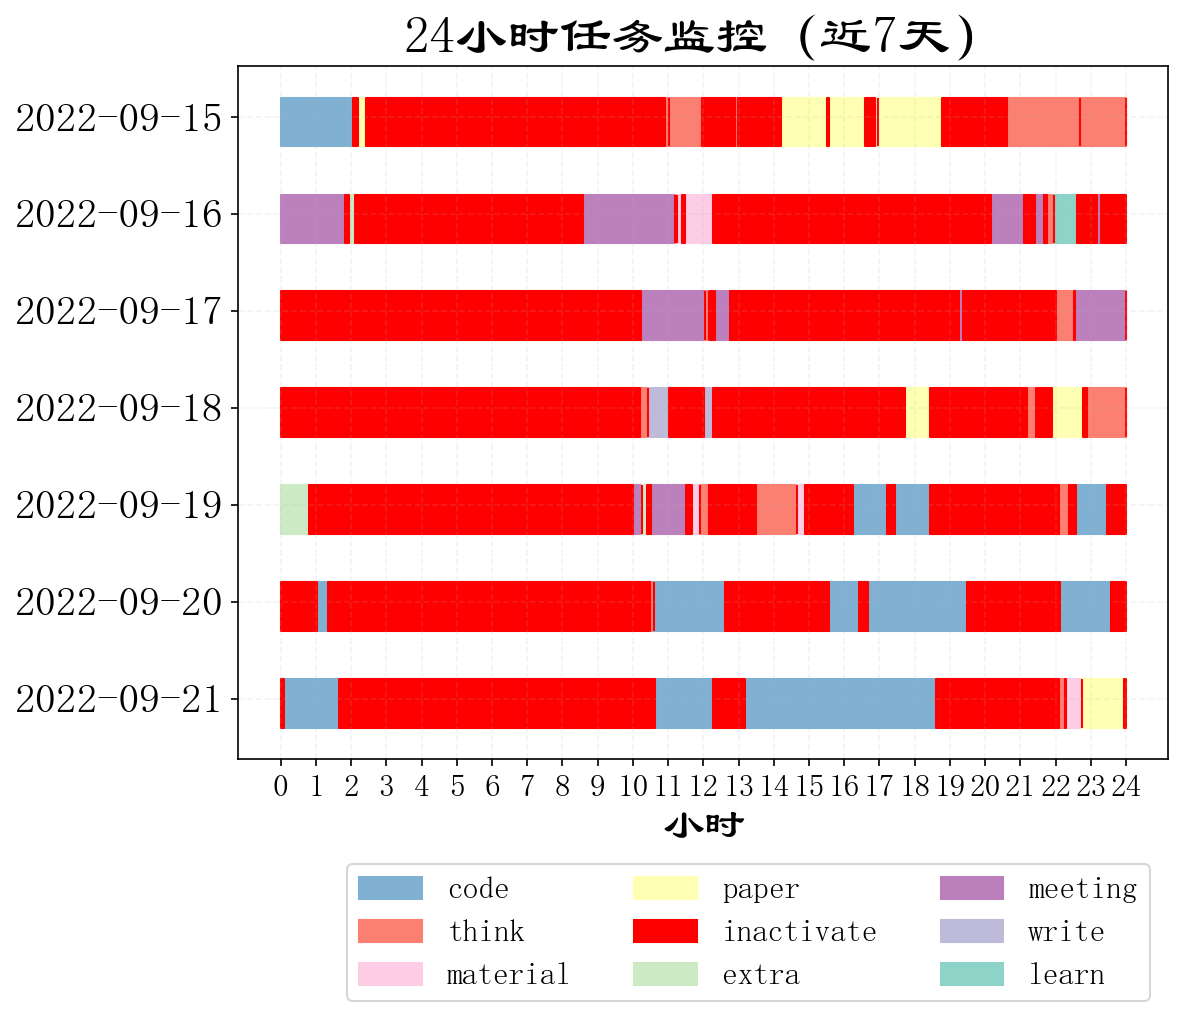 24小时任务监控 (近7天)
2022-09-15
2022-09-16
2022-09-17
2022-09-18
2022-09-19
2022-09-20
2022-09-21
0 1 2 3 4 5 6 7 8 9 10 11 12 13 14 15 16 17 18 19 20 21 22 23 24
小时
code paper meeting
think inactivate write
material extra learn